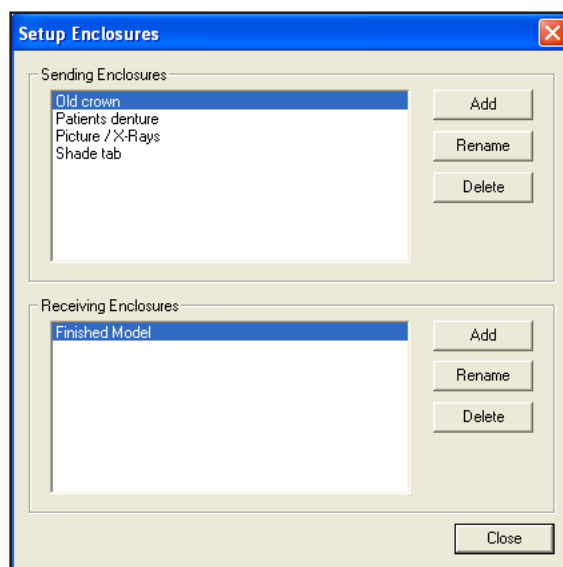 Setup Enclosures
Sending Enclosures
Old crown
Patients denture
Picture / X-Rays
Shade tab
Add
Rename
Delete
Receiving Enclosures
Finished Model
Add
Rename
Delete
Close